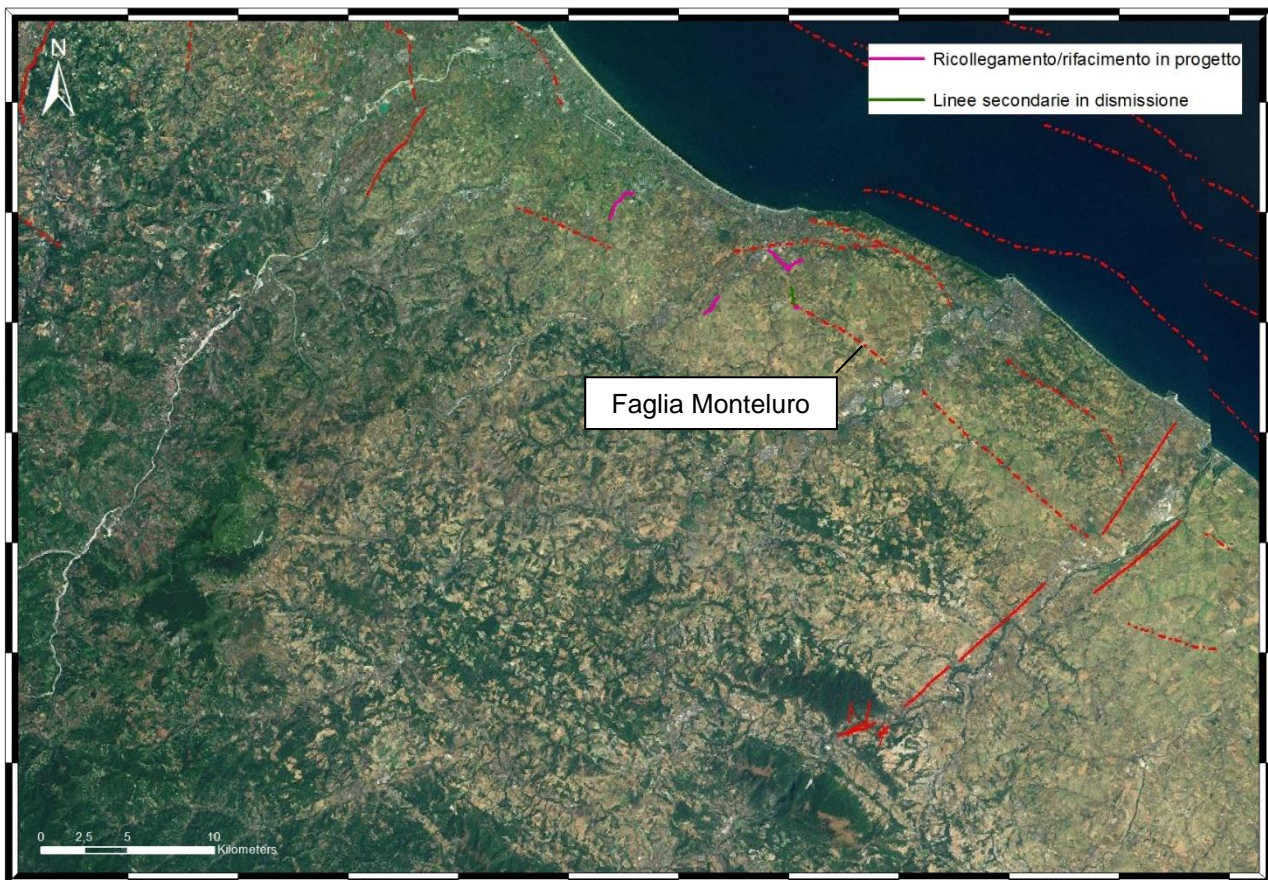 N
Ricollegamento/rifacimento in progetto
Linee secondarie in dismissione
Faglia Monteluro
0 2,5 5 10
Kilometers